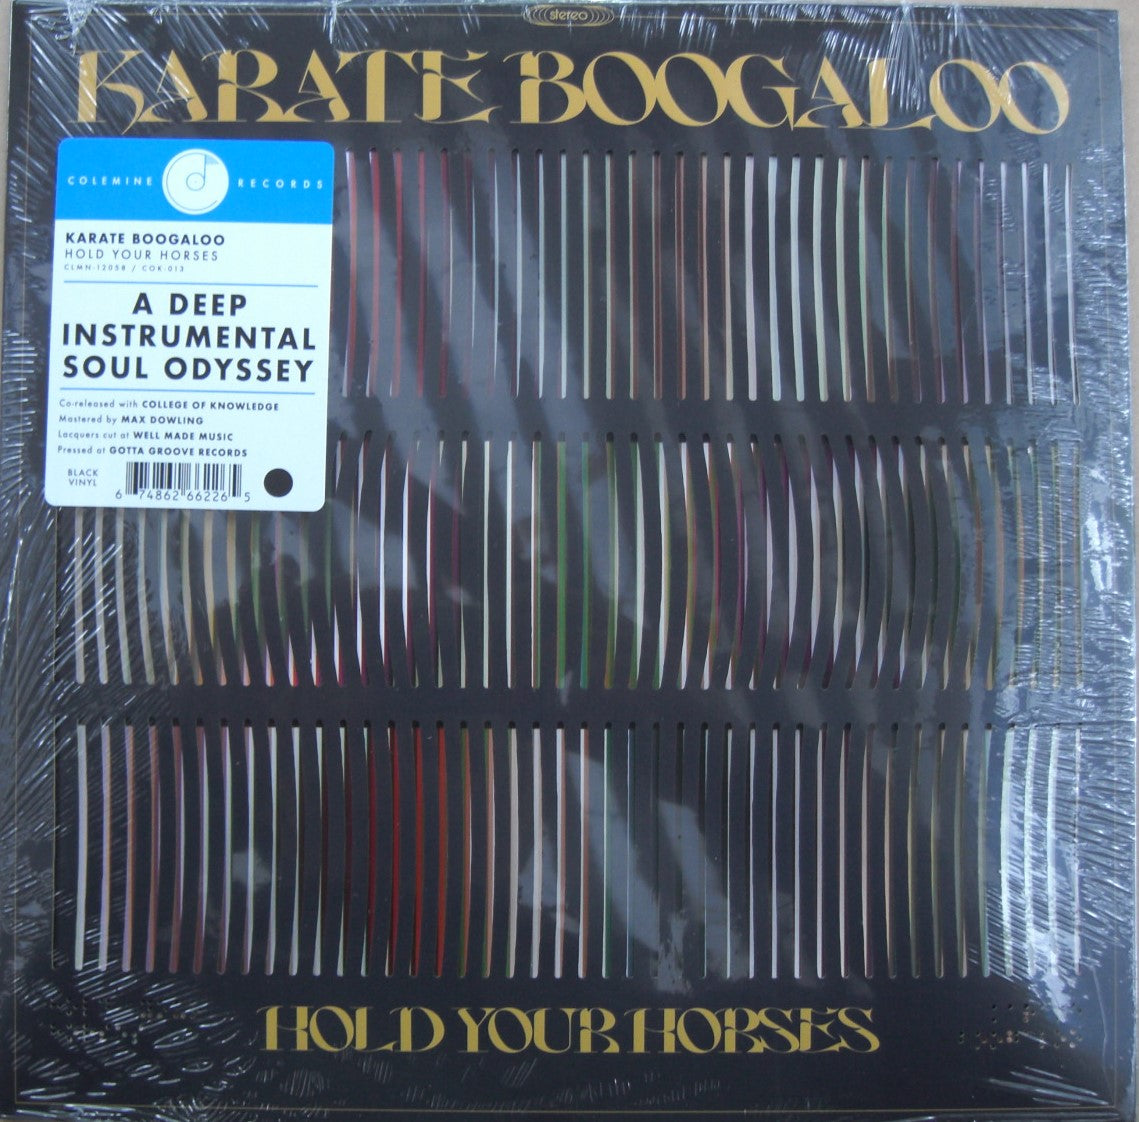 stereo
KARATE BOOGALOO
COLEMINE RECORDS
KARATE BOOGALOO
HOLD YOUR HORSES
CLMN-12058 / COK-013
A DEEP
INSTRUMENTAL
SOUL ODYSSEY
Co-released with COLLEGE OF KNOWLEDGE
Mastered by MAX DOWLING
Lacquers cut at WELL MADE MUSIC
Pressed at GOTTA GROOVE RECORDS
BLACK
VINYL
6 74862 66226 5
HOLD YOUR HORSES